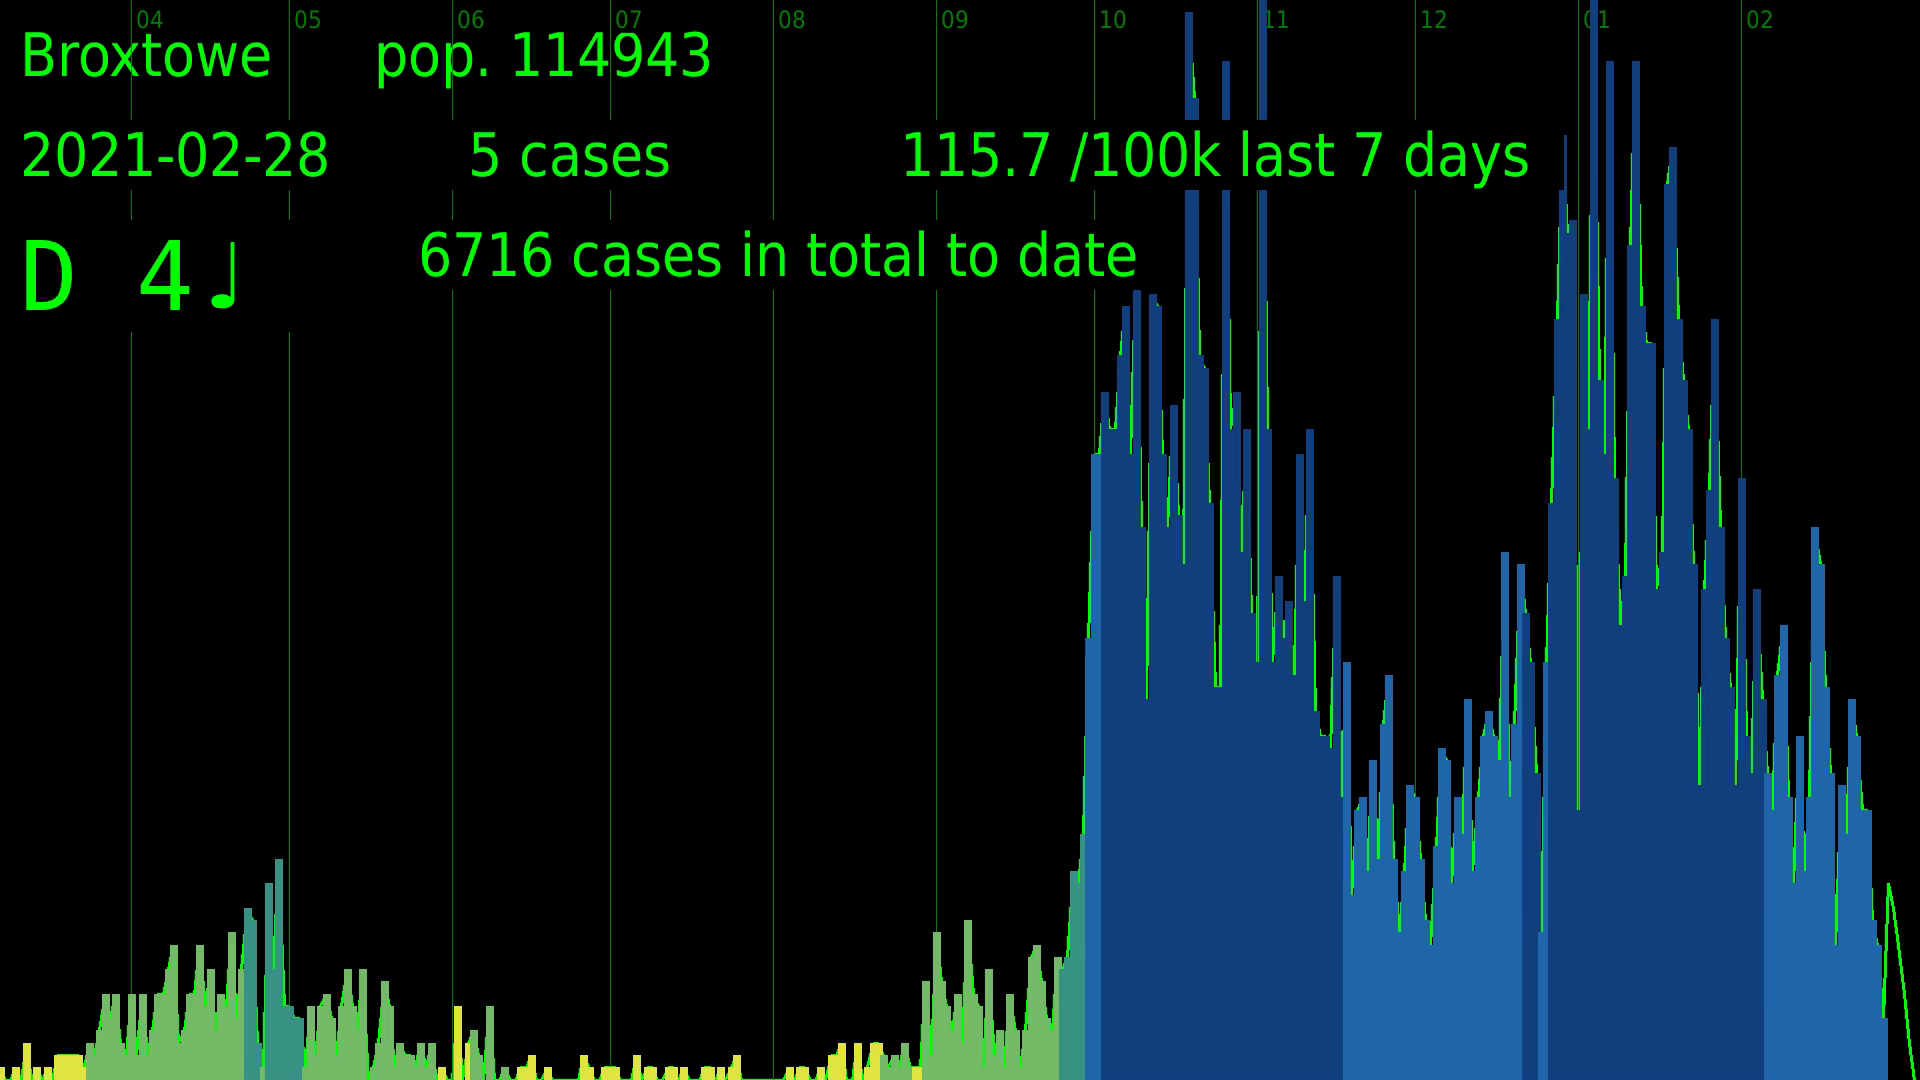 04 05 06 07 08 09 10 11 12 01 02
Broxtowe pop. 114943
2021-02-28 5 cases 115.7 /100k last 7 days
D 4♩ 6716 cases in total to date